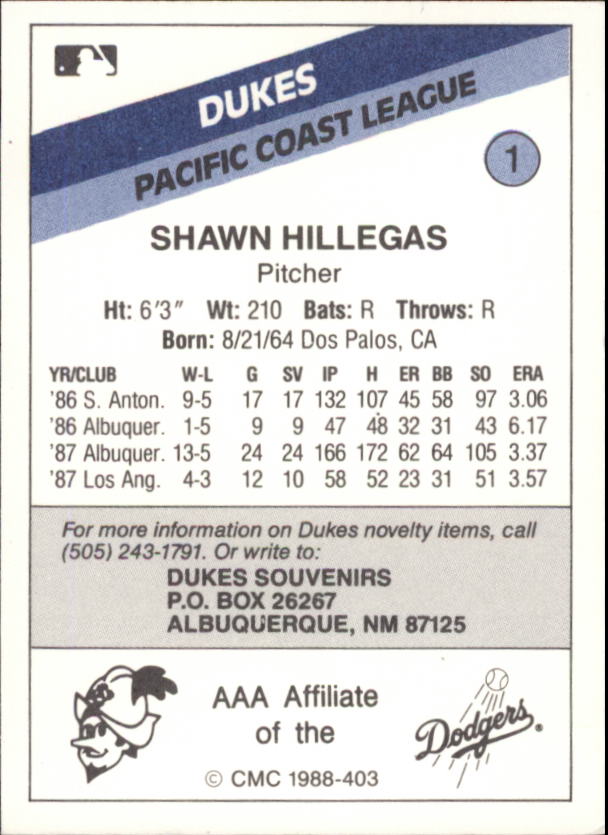 DUKES
PACIFIC COAST LEAGUE
1
SHAWN HILLEGAS
Pitcher
Ht: 6'3" Wt: 210 Bats: R Throws: R
Born: 8/21/64 Dos Palos, CA
YR/CLUB W-L G SV IP H ER BB SO ERA
'86 S. Anton. 9-5 17 17 132 107 45 58 97 3.06
'86 Albuquer. 1-5 9 9 47 48 32 31 43 6.17
'87 Albuquer. 13-5 24 24 166 172 62 64 105 3.37
'87 Los Ang. 4-3 12 10 58 52 23 31 51 3.57
For more information on Dukes novelty items, call
(505) 243-1791. Or write to:
DUKES SOUVENIRS
P.O. BOX 26267
ALBUQUERQUE, NM 87125
AAA Affiliate
of the
Dodgers
© CMC 1988-403